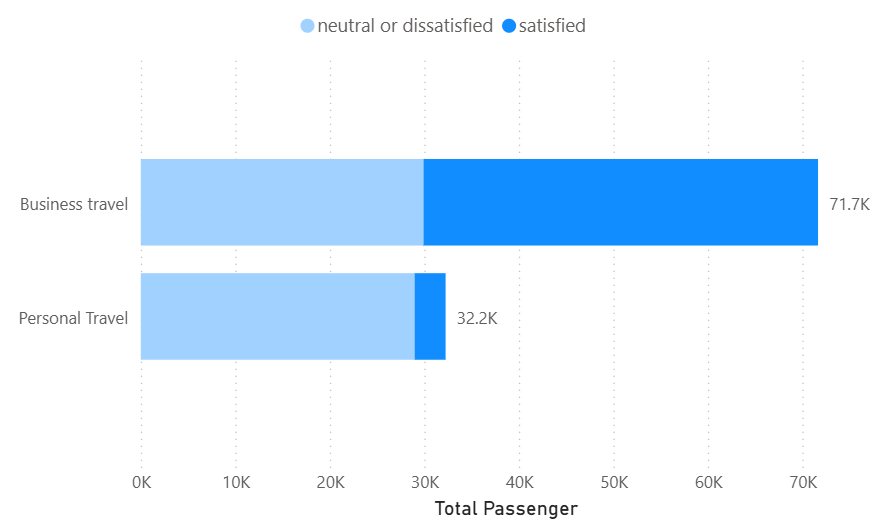 neutral or dissatisfied satisfied
Business travel 71.7K
Personal Travel 32.2K
0K 10K 20K 30K 40K 50K 60K 70K
Total Passenger